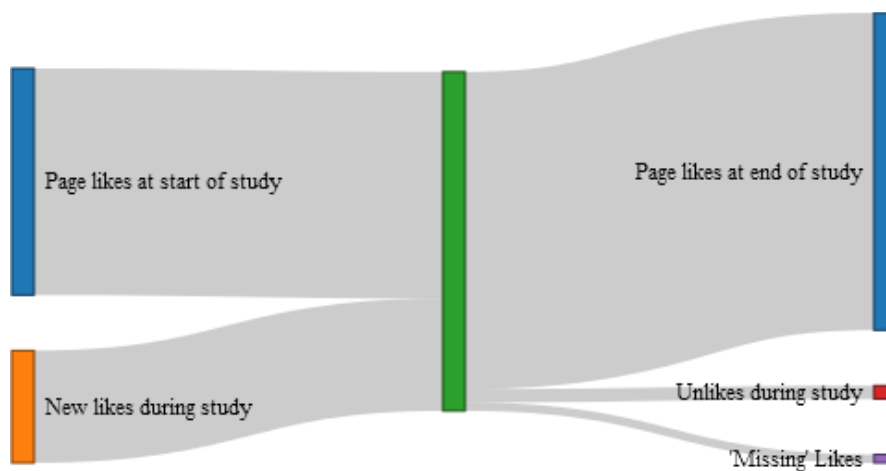 Page likes at start of study
Page likes at end of study
New likes during study
Unlikes during study
'Missing' Likes